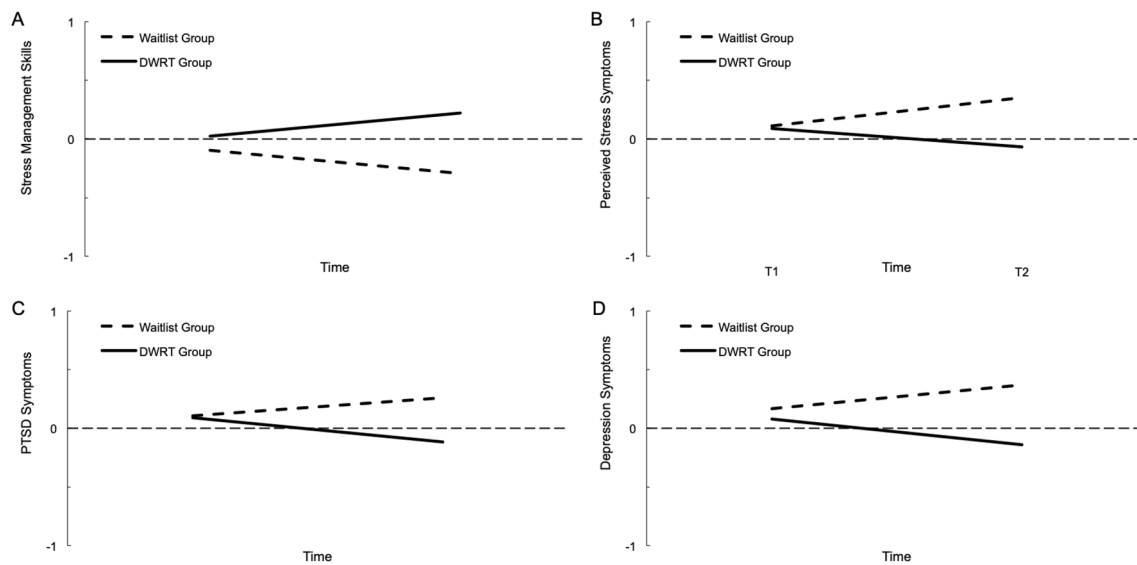 A
Stress Management Skills
1
0
-1
Waitlist Group
DWRT Group
Time
B
Perceived Stress Symptoms
1
0
-1
Waitlist Group
DWRT Group
T1
Time
T2
C
PTSD Symptoms
1
0
-1
Waitlist Group
DWRT Group
Time
D
Depression Symptoms
1
0
-1
Waitlist Group
DWRT Group
Time